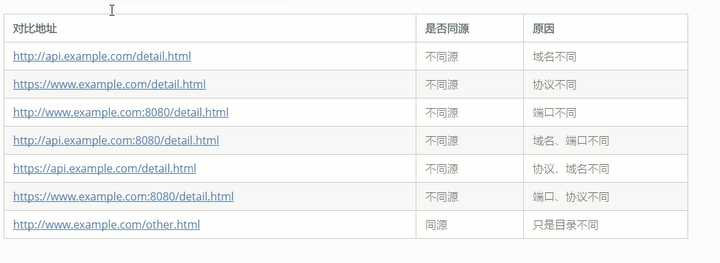 对比地址 是否同源 原因
http://api.example.com/detail.html 不同源 域名不同
https://www.example.com/detail.html 不同源 协议不同
http://www.example.com:8080/detail.html 不同源 端口不同
http://api.example.com:8080/detail.html 不同源 域名、端口不同
https://api.example.com/detail.html 不同源 协议、域名不同
https://www.example.com:8080/detail.html 不同源 端口、协议不同
http://www.example.com/other.html 同源 只是目录不同